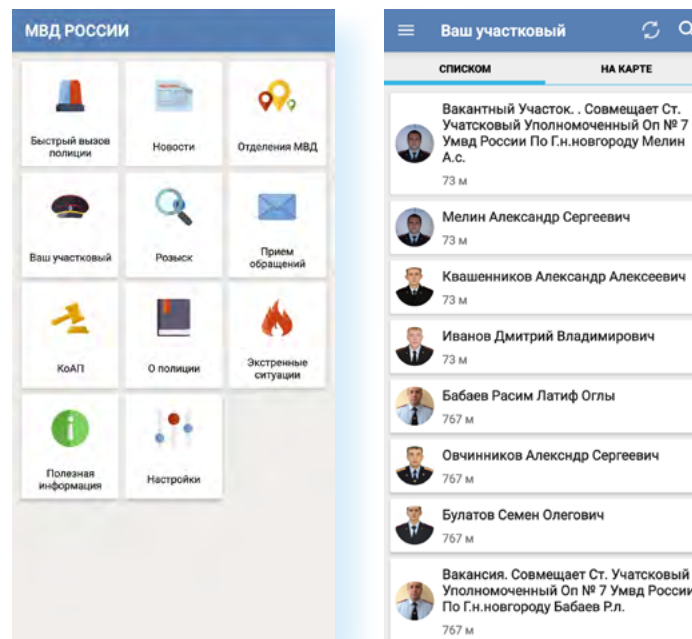 МВД РОССИИ
Быстрый вызов
полиции
Новости
Отделения МВД
Ваш участковый
Розыск
Прием
обращений
КоАП
О полиции
Экстренные
ситуации
Полезная
информация
Настройки
Ваш участковый
СПИСКОМ
НА КАРТЕ
Вакантный Участок. . Совмещает Ст.
Учатсковый Уполномоченный Оп № 7
Умвд России По Г.н.новгороду Мелин
А.с.
73 м
Мелин Александр Сергеевич
73 м
Квашенников Александр Алексеевич
73 м
Иванов Дмитрий Владимирович
73 м
Бабаев Расим Латиф Оглы
767 м
Овчинников Алексндр Сергеевич
767 м
Булатов Семен Олегович
767 м
Вакансия. Совмещает Ст. Учатсковый
Уполномоченный Оп № 7 Умвд России
По Г.н.новгороду Бабаев Р.л.
767 м